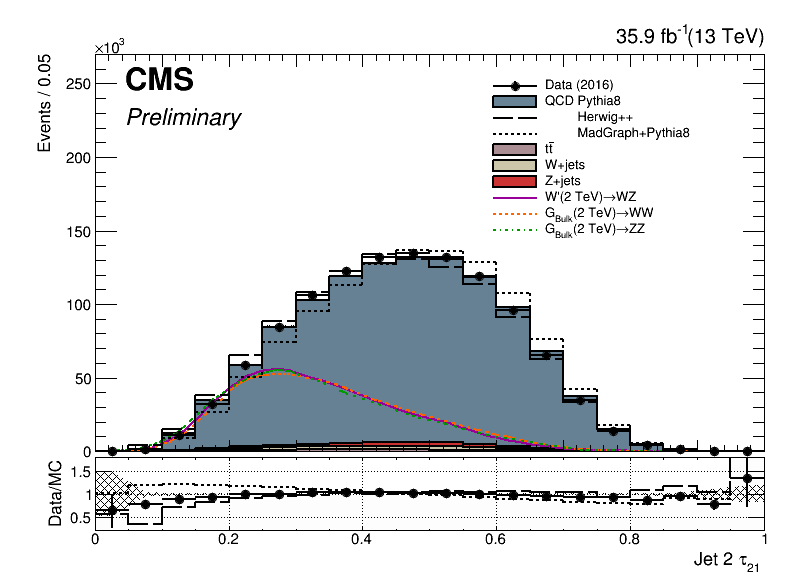 35.9 fb⁻¹(13 TeV)
×10³
CMS
Preliminary
Events / 0.05
250
200
150
100
50
0
Data (2016)
QCD Pythia8
Herwig++
MadGraph+Pythia8
tt̄
W+jets
Z+jets
W'(2 TeV)→WZ
G_Bulk(2 TeV)→WW
G_Bulk(2 TeV)→ZZ
Data/MC
1.5
1
0.5
0 0.2 0.4 0.6 0.8 1
Jet 2 τ₂₁